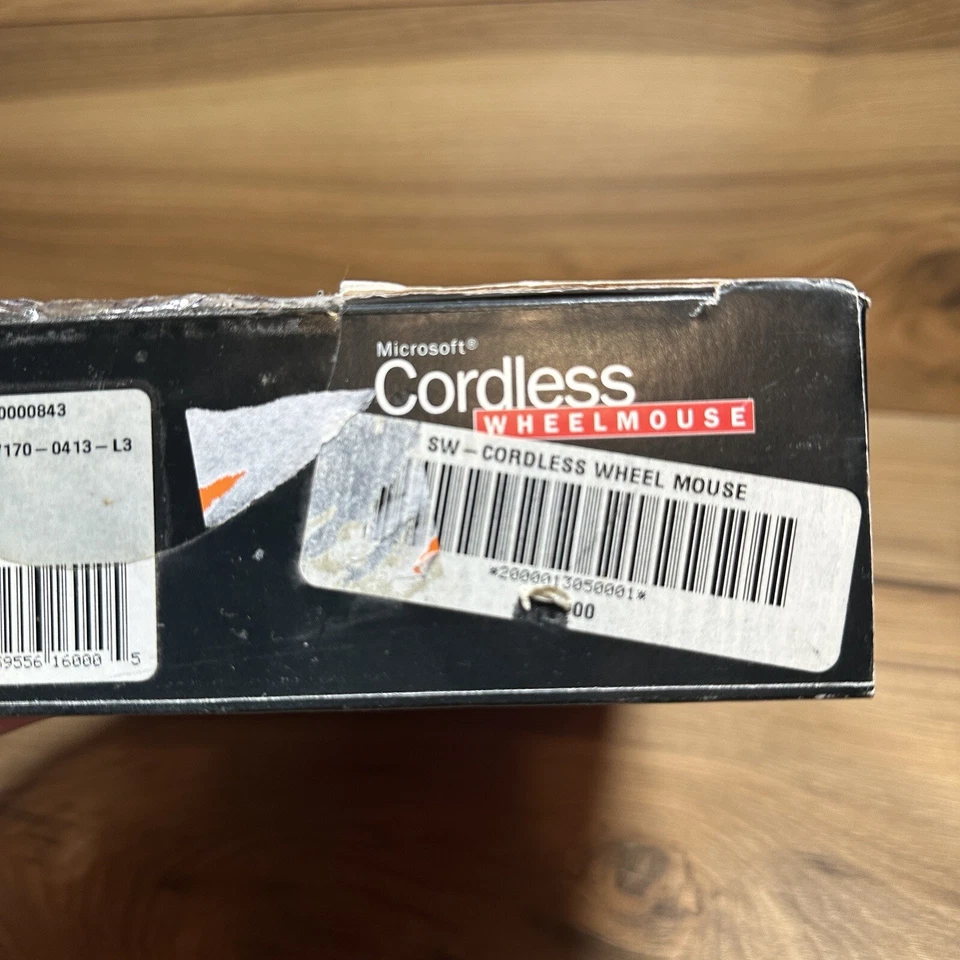 Microsoft®
Cordless
WHEELMOUSE
0000843
7170-0413-L3
59556 16000 5
SW-CORDLESS WHEEL MOUSE
*2000013050001*
00